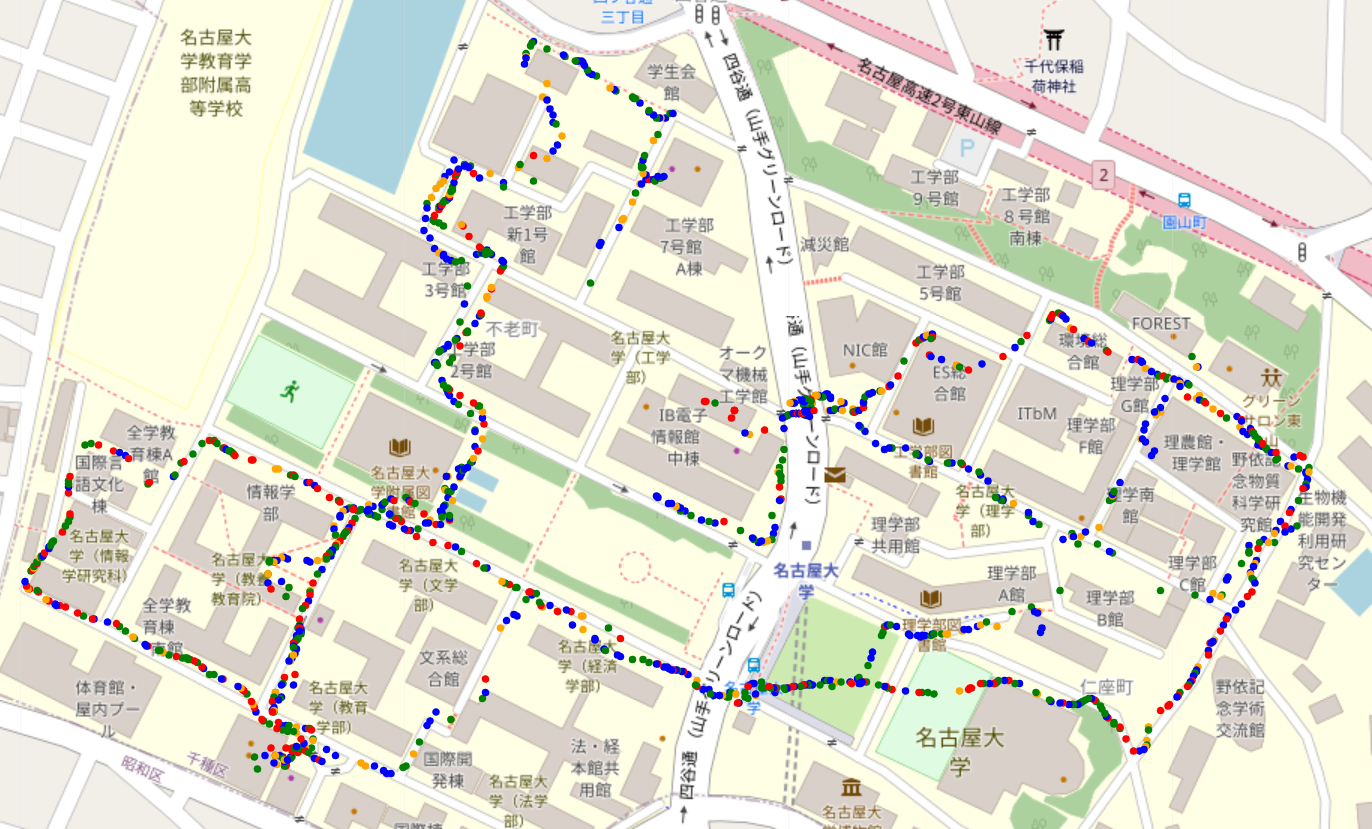 四ツ谷通
三丁目
名古屋大
学教育学
部附属高
等学校
学生会
館
四谷通（山手グリーンロード）
名古屋高速2号東山線
千代保稲
荷神社
P
2
園山町
工学部
9号館
工学部
8号館
南棟
工学部
新1号
館
工学部
7号館
A棟
減災館
工学部
3号館
工学部
5号館
不老町
名古屋大
学（工学
部）
FOREST
オーク
マ機械
工学館
NIC館
環境総
合館
工学部
2号館
ES総
合館
理学部
G館
グリーン
サロン東
山
IB電子
情報館
中棟
ITbM
理学部
F館
理農館・
理学館
全学教
育棟A
館
国際言
語文化
棟
名古屋大
学附属図
書館
工学部図
書館
野依記
念物質
科学研
究館
情報学
部
名古屋大
学（理学
部）
理学南
館
生物機
能開発
利用研
究セン
ター
理学部
共用館
名古屋大
学（情報
学研究科）
名古屋大
学（教養
教育院）
名古屋大
学（文学
部）
名古屋大
学
理学部
A館
理学部
C館
理学部
B館
全学教
育棟
南館
理学部図
書館
文系総
合館
名古屋大
学（経済
学部）
四谷通（山手グリーンロード）
体育館・
屋内プー
ル
名古屋大
学（教育
学部）
仁座町
野依記
念学術
交流館
名古屋大
学
千種区
昭和区
国際開
発棟
法・経
本館共
用館
名古屋大
学（法学
部）
名古屋大
学博物館